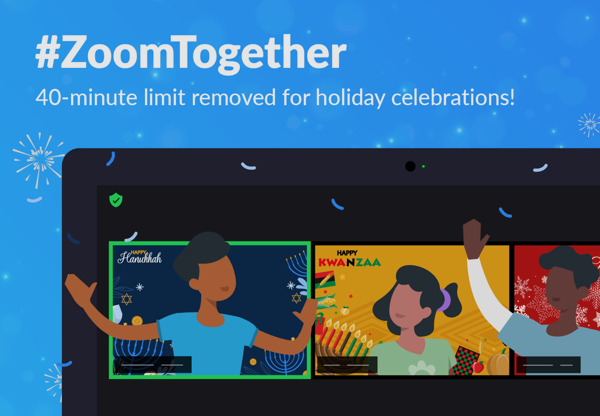 #ZoomTogether
40-minute limit removed for holiday celebrations!
HAPPY
Hanukkah
HAPPY
KWANZAA